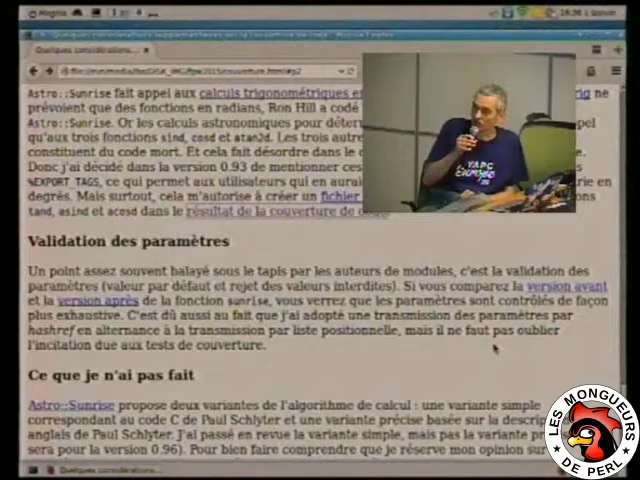 Quelques considérations...
Astro::Sunrise fait appel aux calculs trigonométriques en
ne
prévoient que des fonctions en radians, Ron Hill a codé
Astro::Sunrise. Or les calculs astronomiques pour déter
pel
qu'aux trois fonctions sind, cosd et atan2d. Les trois autre
constituent du code mort. Et cela fait désordre dans le
Donc j'ai décidé dans la version 0.93 de mentionner ces
%EXPORT_TAGS, ce qui permet aux utilisateurs qui en aurai
rie en
degrés. Mais surtout, cela m'autorise à créer un fichier
ons
tand, asind et acosd dans le résultat de la couverture de
YAPC
Europe
Validation des paramètres
Un point assez souvent balayé sous le tapis par les auteurs de modules, c'est la validation des
paramètres (valeur par défaut et rejet des valeurs interdites). Si vous comparez la version avant
et la version après de la fonction sunrise, vous verrez que les paramètres sont contrôlés de façon
plus exhaustive. C'est dû aussi au fait que j'ai adopté une transmission des paramètres par
hashref en alternance à la transmission par liste positionnelle, mais il ne faut pas oublier
l'incitation due aux tests de couverture.
Ce que je n'ai pas fait
Astro::Sunrise propose deux variantes de l'algorithme de calcul : une variante simple
correspondant au code C de Paul Schlyter et une variante précise basée sur la descrip
anglais de Paul Schlyter. J'ai passé en revue la variante simple, mais pas la variante pr
sera pour la version 0.96). Pour bien faire comprendre que je réserve mon opinion sur
LES MONGUEURS
DE PERL
Quelques considérations...